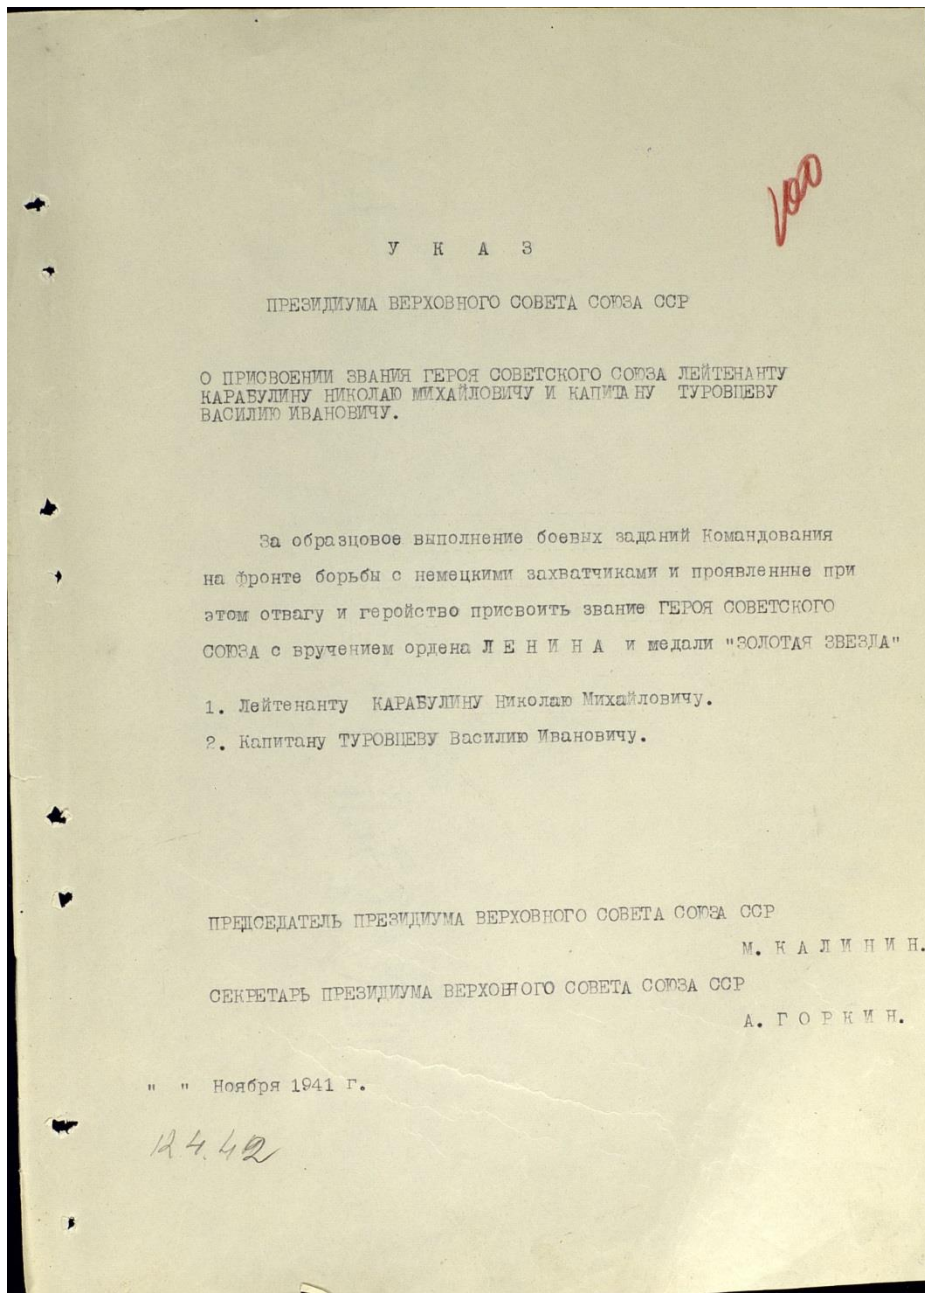 100
У К А З
ПРЕЗИДИУМА ВЕРХОВНОГО СОВЕТА СОЮЗА ССР
О ПРИСВОЕНИИ ЗВАНИЯ ГЕРОЯ СОВЕТСКОГО СОЮЗА ЛЕЙТЕНАНТУ
КАРАБУЛИНУ НИКОЛАЮ МИХАЙЛОВИЧУ И КАПИТАНУ ТУРОВЦЕВУ
ВАСИЛИЮ ИВАНОВИЧУ.
За образцовое выполнение боевых заданий Командования
на фронте борьбы с немецкими захватчиками и проявленные при
этом отвагу и геройство присвоить звание ГЕРОЯ СОВЕТСКОГО
СОЮЗА с вручением ордена Л Е Н И Н А и медали "ЗОЛОТАЯ ЗВЕЗДА"
1. Лейтенанту КАРАБУЛИНУ Николаю Михайловичу.
2. Капитану ТУРОВЦЕВУ Василию Ивановичу.
ПРЕДСЕДАТЕЛЬ ПРЕЗИДИУМА ВЕРХОВНОГО СОВЕТА СОЮЗА ССР
М. К А Л И Н И Н.
СЕКРЕТАРЬ ПРЕЗИДИУМА ВЕРХОВНОГО СОВЕТА СОЮЗА ССР
А. Г О Р К И Н.
" " Ноября 1941 г.
12 4.42